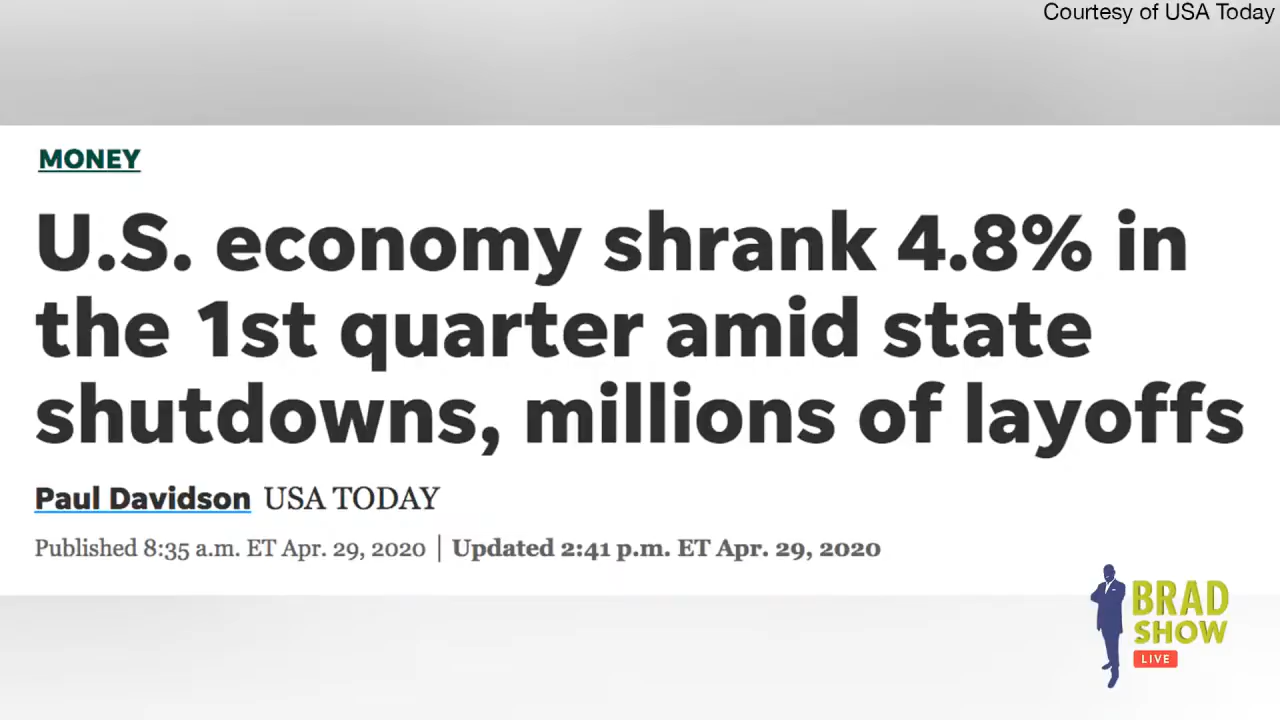 Courtesy of USA Today
MONEY
U.S. economy shrank 4.8% in
the 1st quarter amid state
shutdowns, millions of layoffs
Paul Davidson USA TODAY
Published 8:35 a.m. ET Apr. 29, 2020 | Updated 2:41 p.m. ET Apr. 29, 2020
BRAD
SHOW
LIVE